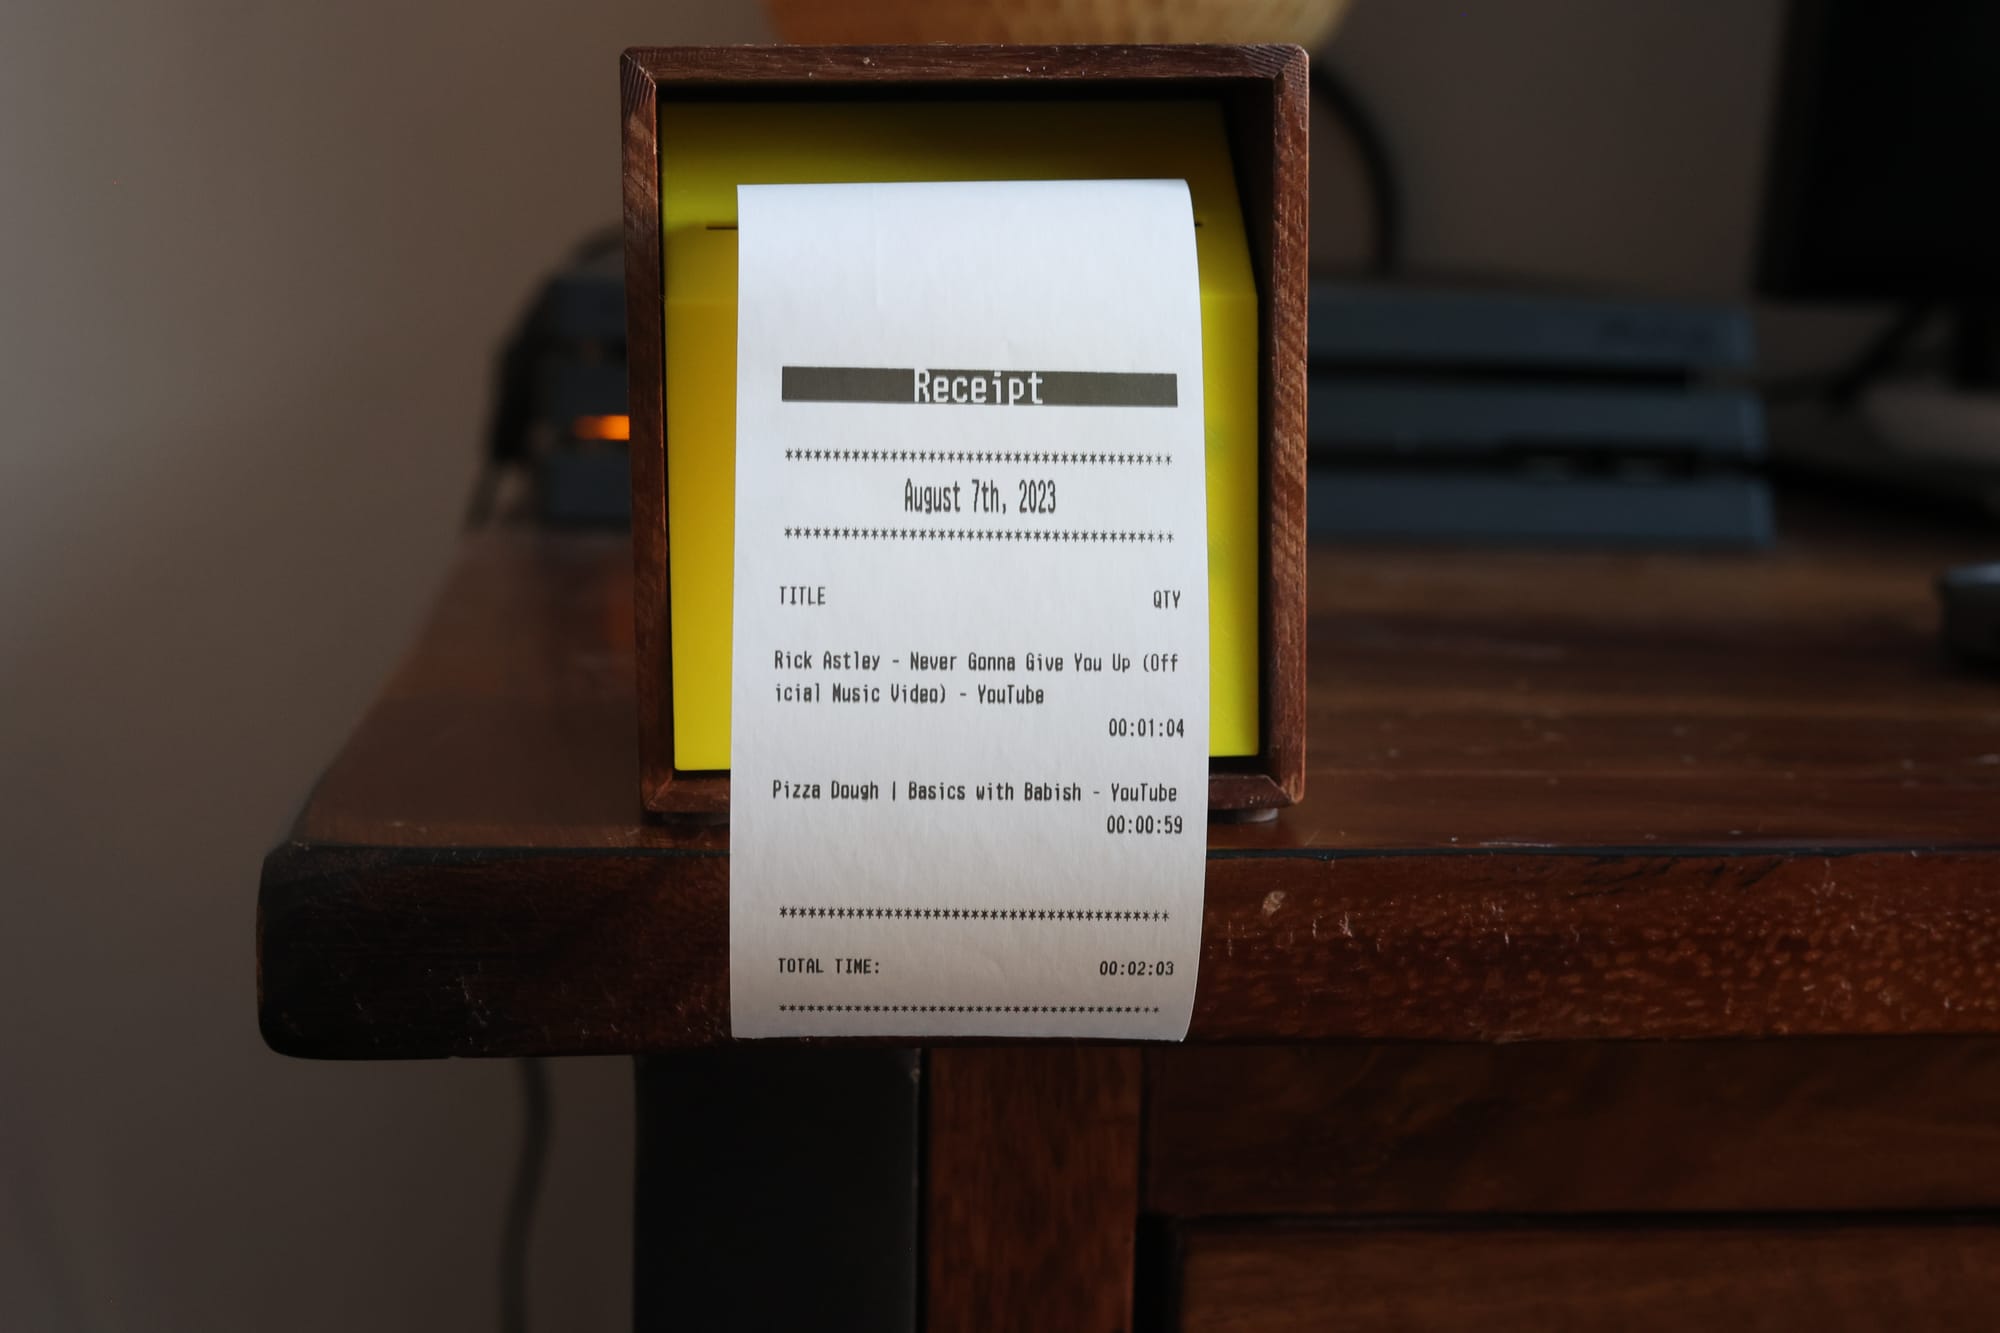 Receipt
****************************************
August 7th, 2023
****************************************
TITLE QTY
Rick Astley - Never Gonna Give You Up (Off
icial Music Video) - YouTube
00:01:04
Pizza Dough | Basics with Babish - YouTube
00:00:59
****************************************
TOTAL TIME: 00:02:03
****************************************